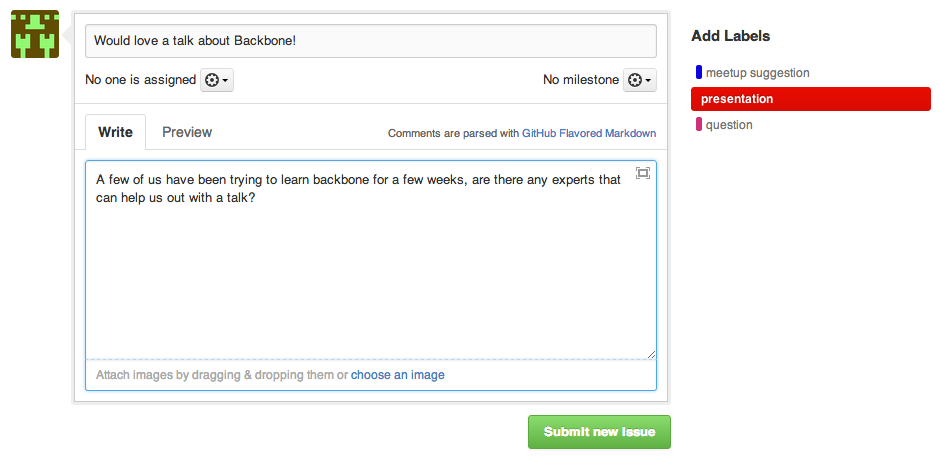 Would love a talk about Backbone!
No one is assigned
No milestone
Write
Preview
Comments are parsed with GitHub Flavored Markdown
A few of us have been trying to learn backbone for a few weeks, are there any experts that
can help us out with a talk?
Attach images by dragging & dropping them or choose an image
Submit new issue
Add Labels
meetup suggestion
presentation
question